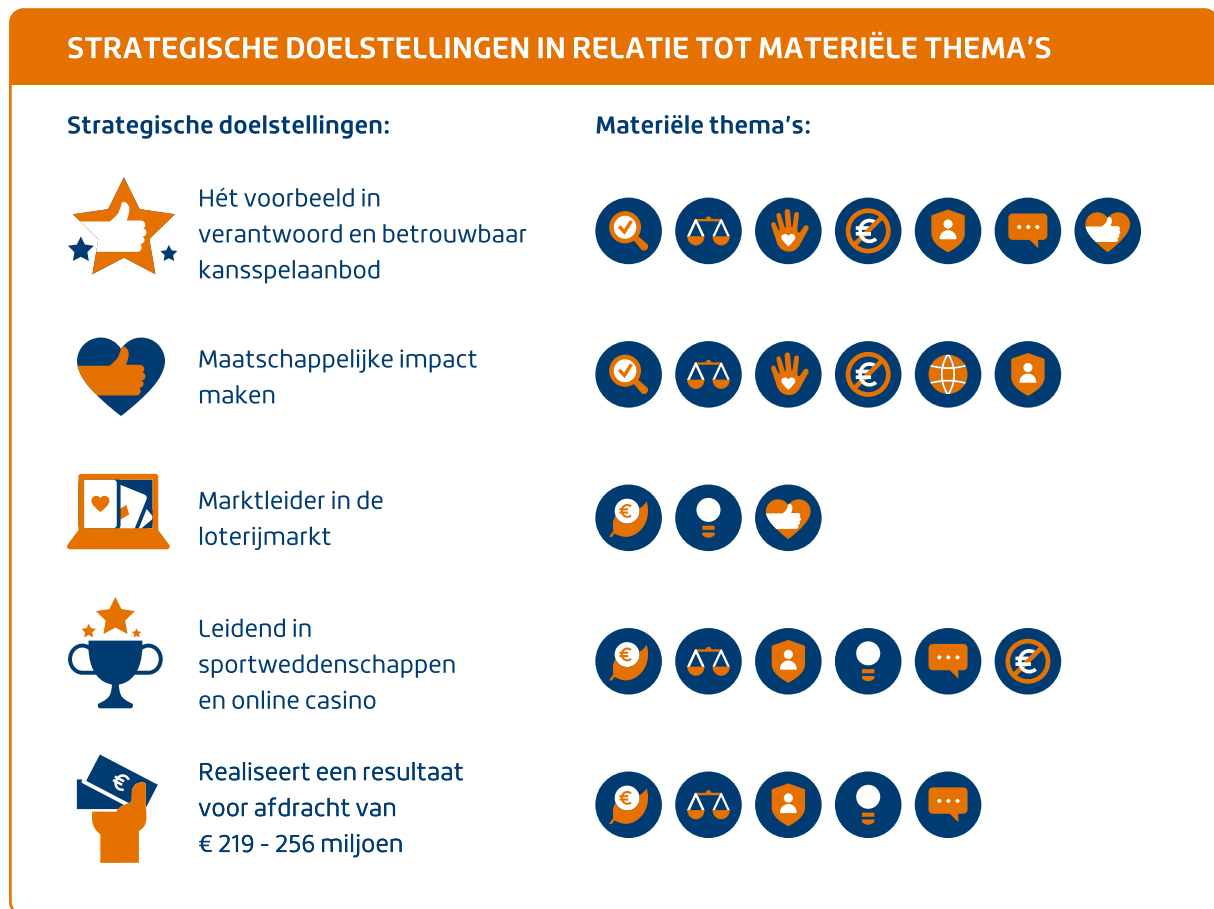 STRATEGISCHE DOELSTELLINGEN IN RELATIE TOT MATERIËLE THEMA'S
Strategische doelstellingen:
Materiële thema's:
Hét voorbeeld in
verantwoord en betrouwbaar
kansspelaanbod
Maatschappelijke impact
maken
Marktleider in de
loterijmarkt
Leidend in
sportweddenschappen
en online casino
Realiseert een resultaat
voor afdracht van
€ 219 - 256 miljoen